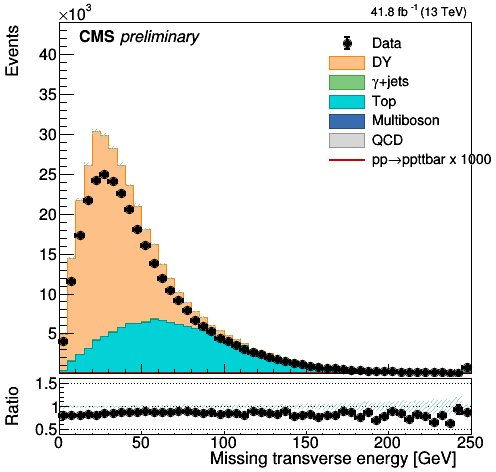 ×10³
41.8 fb⁻¹ (13 TeV)
CMS preliminary
Events
40
35
30
25
20
15
10
5
Data
DY
γ+jets
Top
Multiboson
QCD
pp→ppttbar x 1000
Ratio
1.5
1
0.5
0 50 100 150 200 250
Missing transverse energy [GeV]